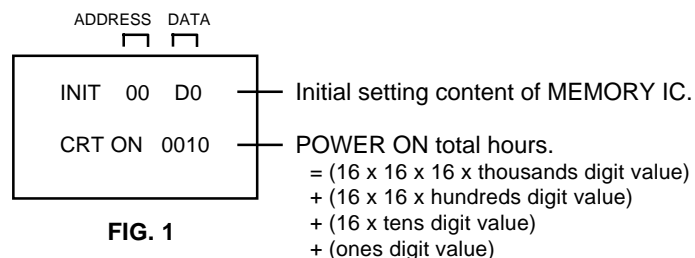 ADDRESS DATA
INIT 00 D0
Initial setting content of MEMORY IC.
CRT ON 0010
POWER ON total hours.
= (16 x 16 x 16 x thousands digit value)
+ (16 x 16 x hundreds digit value)
+ (16 x tens digit value)
+ (ones digit value)
FIG. 1